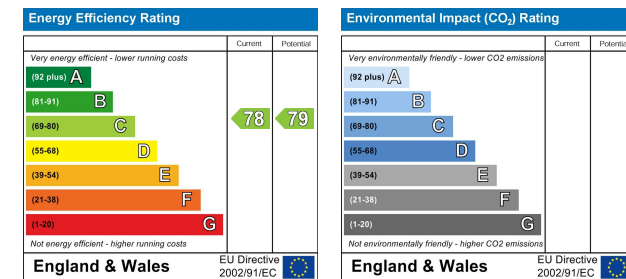 Energy Efficiency Rating
Current Potential
Very energy efficient - lower running costs
(92 plus) A
(81-91) B
(69-80) C
78 79
(55-68) D
(39-54) E
(21-38) F
(1-20) G
Not energy efficient - higher running costs
England & Wales
EU Directive
2002/91/EC
Environmental Impact (CO₂) Rating
Current Potential
Very environmentally friendly - lower CO2 emissions
(92 plus) A
(81-91) B
(69-80) C
(55-68) D
(39-54) E
(21-38) F
(1-20) G
Not environmentally friendly - higher CO2 emissions
England & Wales
EU Directive
2002/91/EC